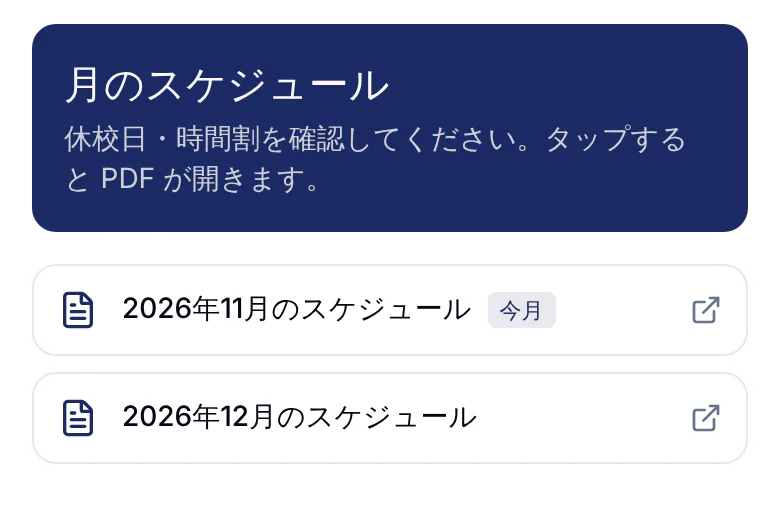 月のスケジュール
休校日・時間割を確認してください。タップする
と PDF が開きます。
2026年11月のスケジュール 今月
2026年12月のスケジュール